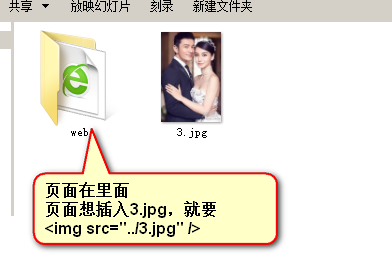 共享 放映幻灯片 刻录 新建文件夹
web 3.jpg
页面在里面
页面想插入3.jpg，就要
<img src="../3.jpg" />